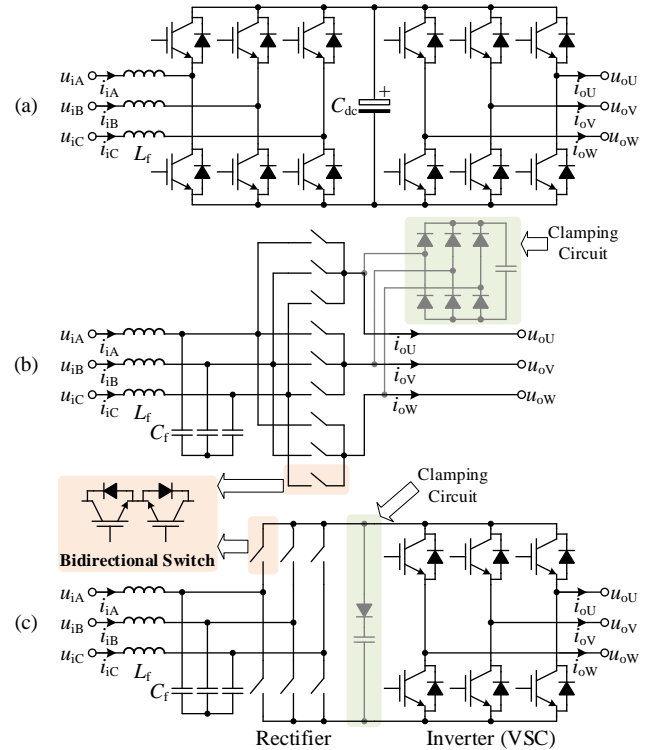 (a)
u_iA
i_iA
u_iB
i_iB
u_iC
i_iC
L_f
C_dc
+
i_oU
u_oU
i_oV
u_oV
i_oW
u_oW
Clamping
Circuit
(b)
u_iA
i_iA
u_iB
i_iB
u_iC
i_iC
L_f
C_f
i_oU
u_oU
i_oV
u_oV
i_oW
u_oW
Clamping
Circuit
Bidirectional Switch
(c)
u_iA
i_iA
u_iB
i_iB
u_iC
i_iC
L_f
C_f
i_oU
u_oU
i_oV
u_oV
i_oW
u_oW
Rectifier
Inverter (VSC)